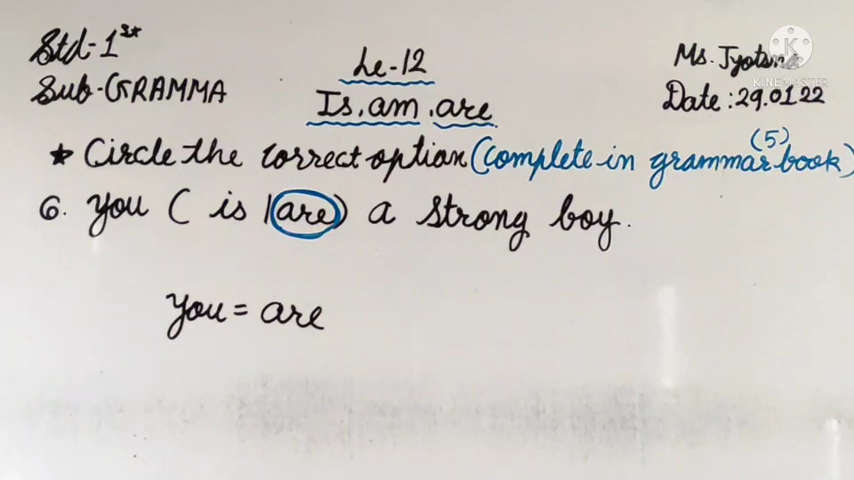 Std-1st
Sub-GRAMMA
Le-12
Is.am.are
Ms. Jyotsna
Date:29.01.22
KINEMASTER
★ Circle the correct option (complete in grammar book) (5)
6. You ( is | are) a strong boy.
You = are